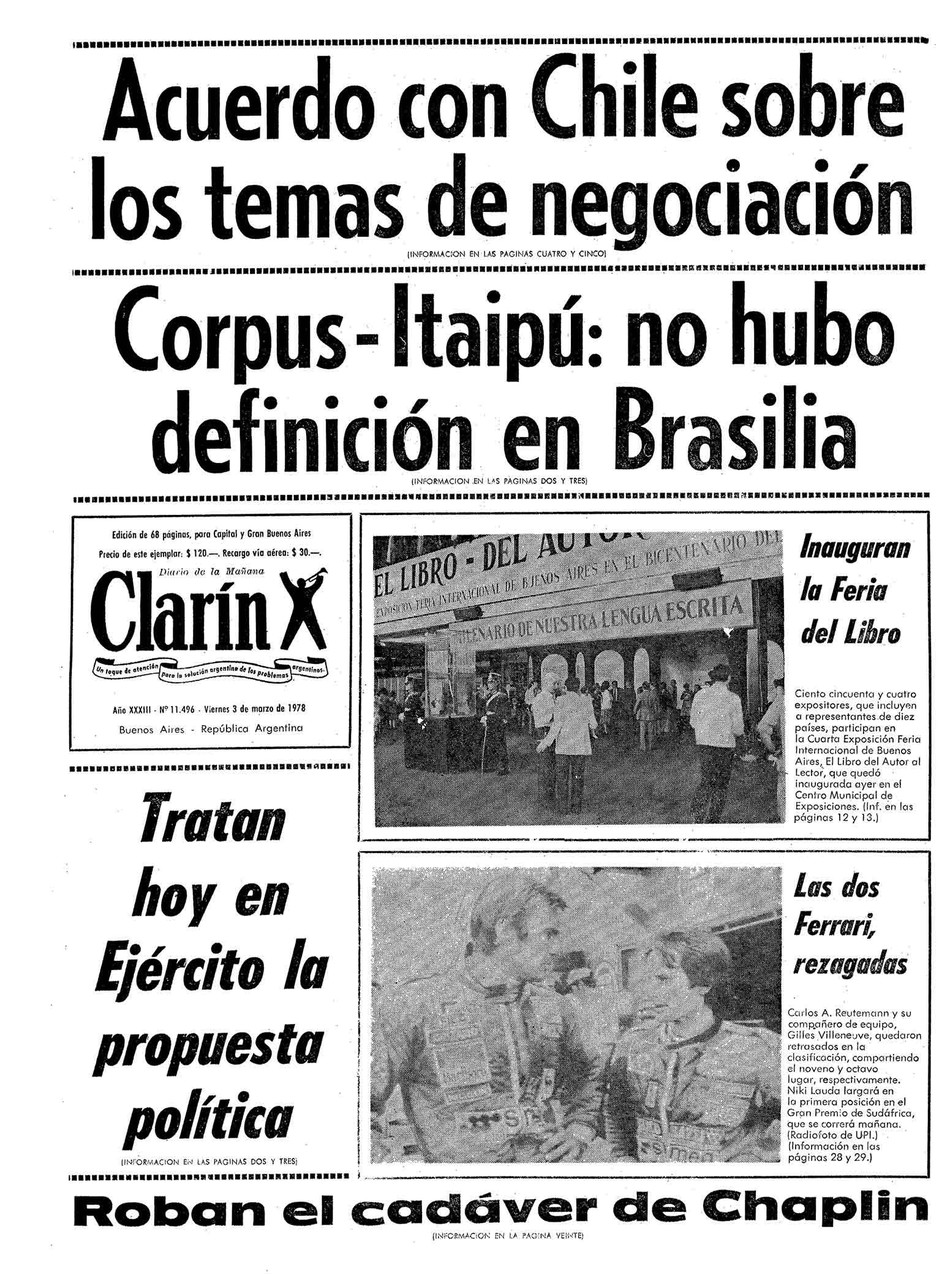 Acuerdo con Chile sobre
los temas de negociación
(INFORMACION EN LAS PAGINAS CUATRO Y CINCO)
Corpus-Itaipú: no hubo
definición en Brasilia
(INFORMACION EN LAS PAGINAS DOS Y TRES)
Edición de 68 páginas, para Capital y Gran Buenos Aires
Precio de este ejemplar: $ 120.—. Recargo vía aérea: $ 30.—.
Diario de la Mañana
Clarín
Un toque de atención para la solución argentina de los problemas argentinos.
Año XXXIII - Nº 11.496 - Viernes 3 de marzo de 1978
Buenos Aires - República Argentina
EL LIBRO - DEL AUTOR
EXPOSICION FERIA INTERNACIONAL DE BUENOS AIRES EN EL BICENTENARIO DEL
MILENARIO DE NUESTRA LENGUA ESCRITA
Inauguran
la Feria
del Libro
Ciento cincuenta y cuatro
expositores, que incluyen
a representantes de diez
países, participan en
la Cuarta Exposición Feria
Internacional de Buenos
Aires, El Libro del Autor al
Lector, que quedó
inaugurada ayer en el
Centro Municipal de
Exposiciones. (Inf. en las
páginas 12 y 13.)
Tratan
hoy en
Ejército la
propuesta
política
(INFORMACION EN LAS PAGINAS DOS Y TRES)
Las dos
Ferrari,
rezagadas
Carlos A. Reutemann y su
compañero de equipo,
Gilles Villeneuve, quedaron
retrasados en la
clasificación, compartiendo
el noveno y octavo
lugar, respectivamente.
Niki Lauda largará en
la primera posición en el
Gran Premio de Sudáfrica,
que se correrá mañana.
(Radiofoto de UPI.)
(Información en las
páginas 28 y 29.)
Roban el cadáver de Chaplin
(INFORMACION EN LA PAGINA VEINTE)